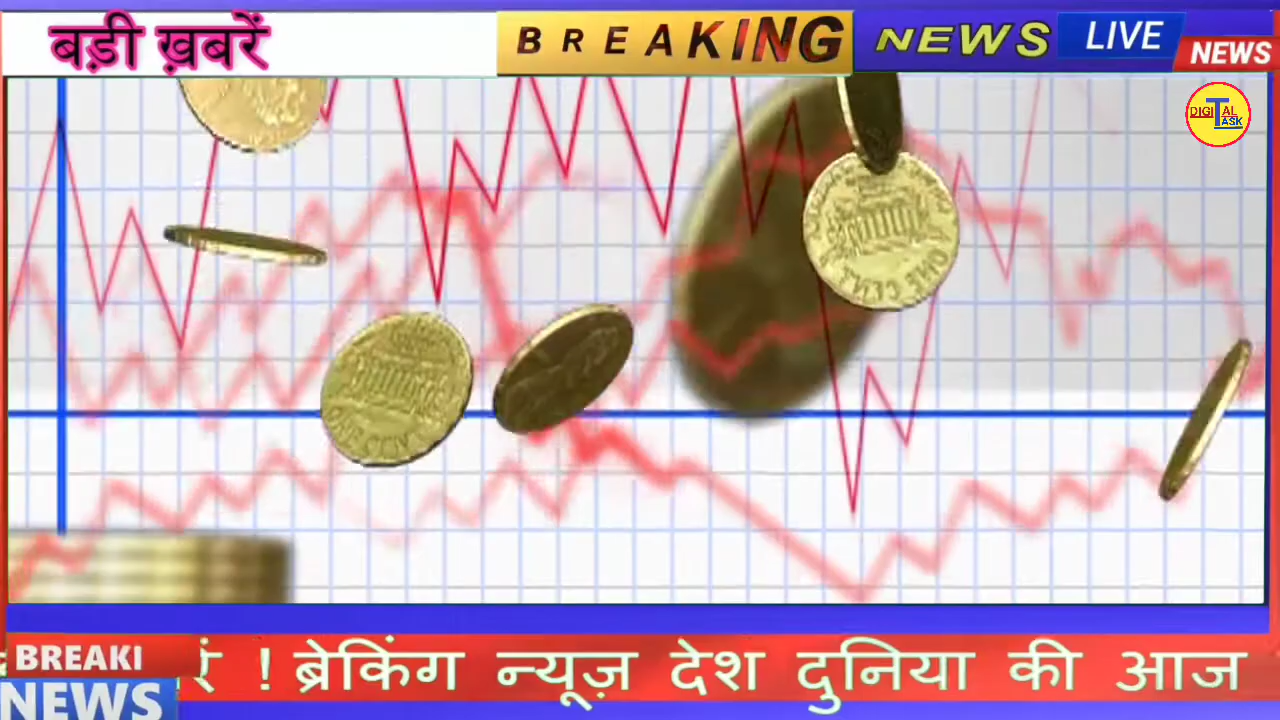 बड़ी ख़बरें
BREAKING NEWS LIVE NEWS
DIGITAL TASK
ONE CENT
BREAKI
NEWS
रें ! ब्रेकिंग न्यूज़ देश दुनिया की आज